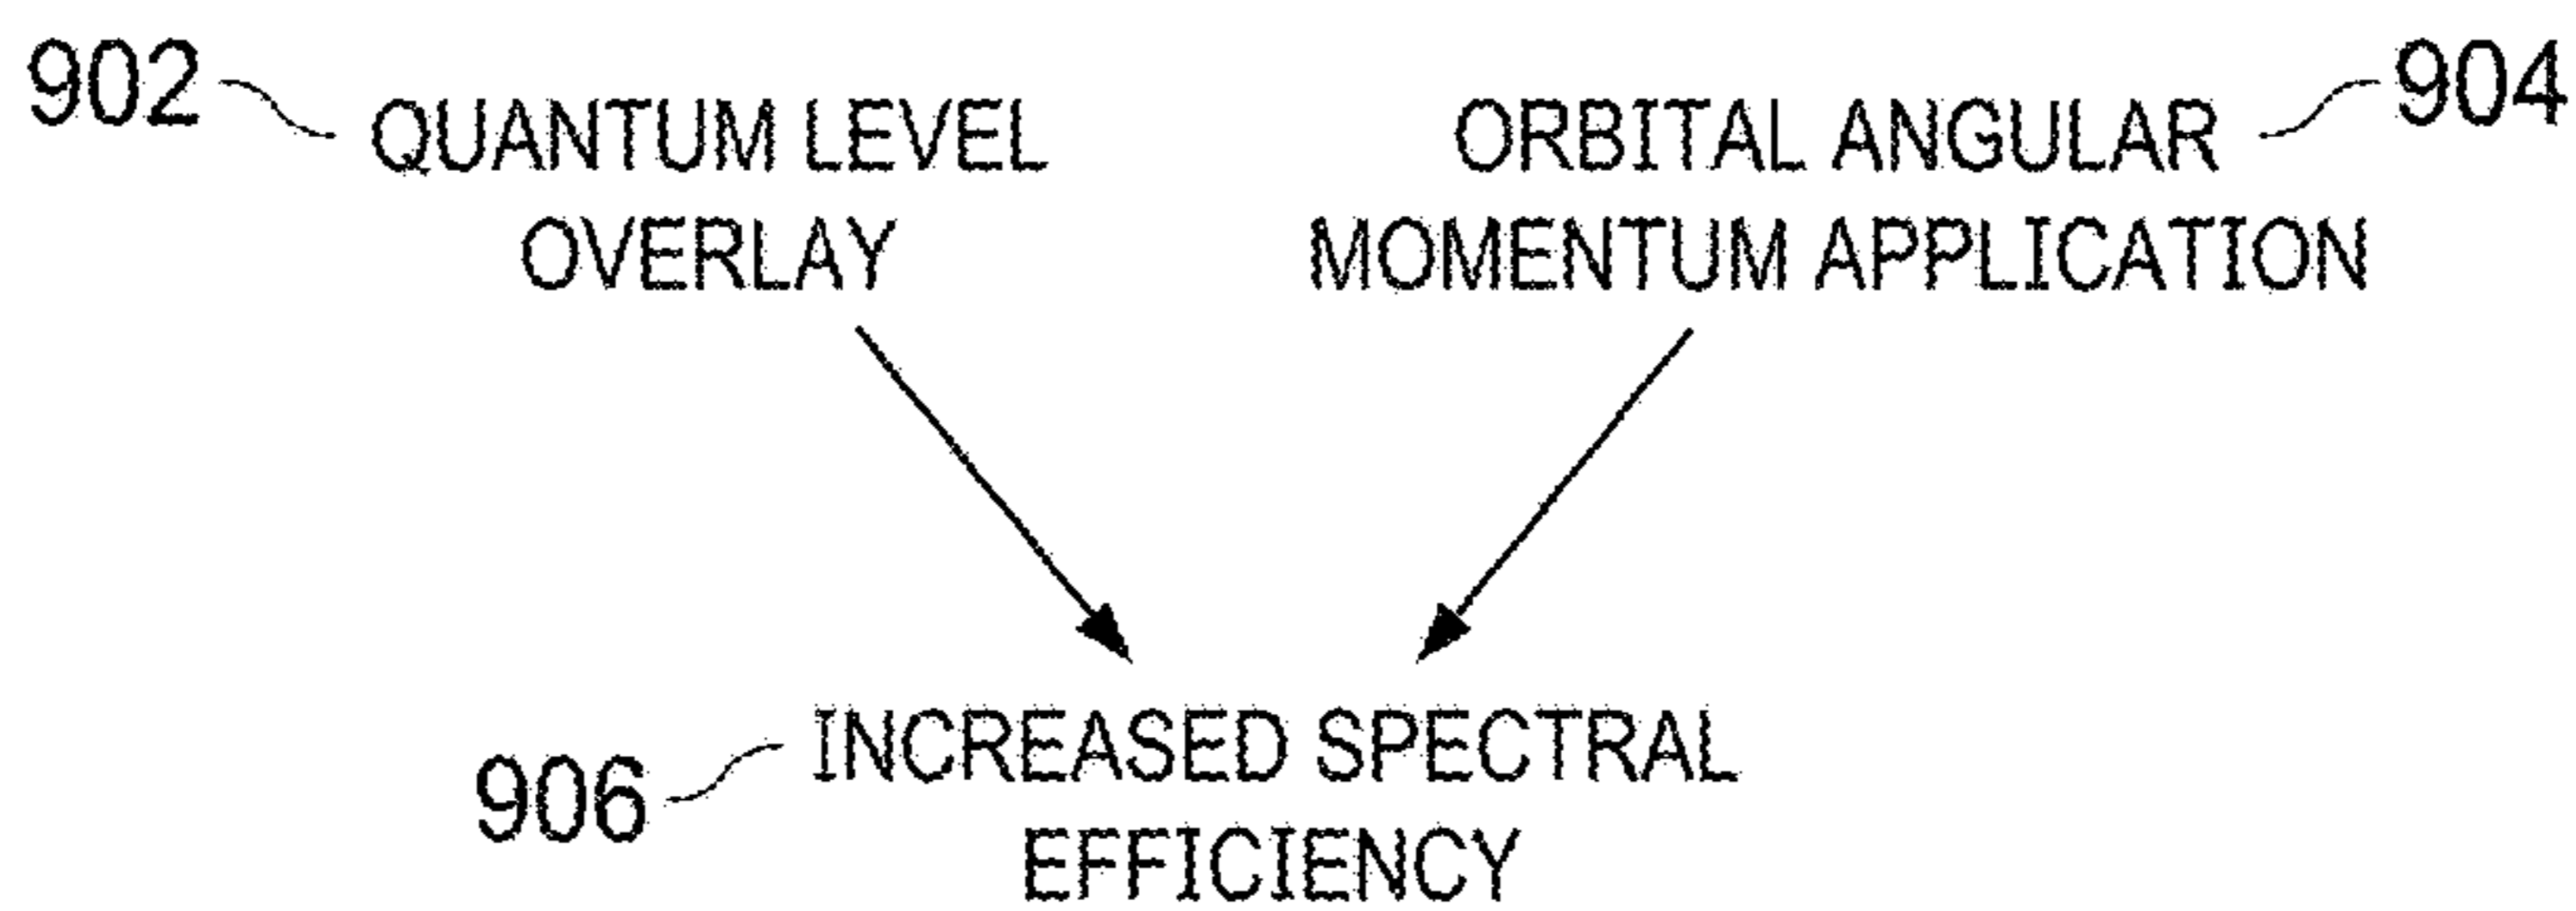 902
QUANTUM LEVEL
OVERLAY
ORBITAL ANGULAR
MOMENTUM APPLICATION
904
906
INCREASED SPECTRAL
EFFICIENCY